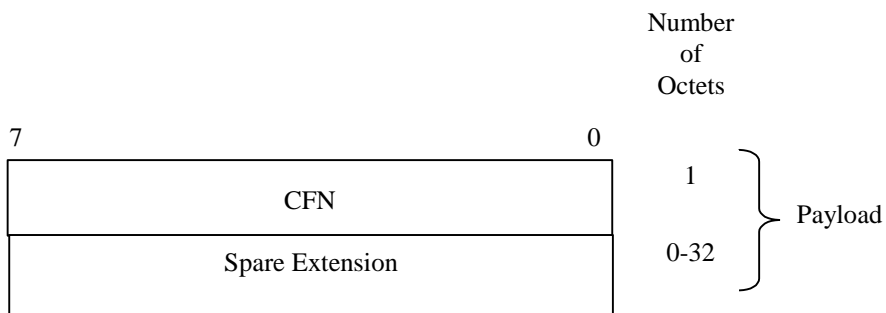 Number
of
Octets
7 0
CFN 1
Payload
Spare Extension 0-32